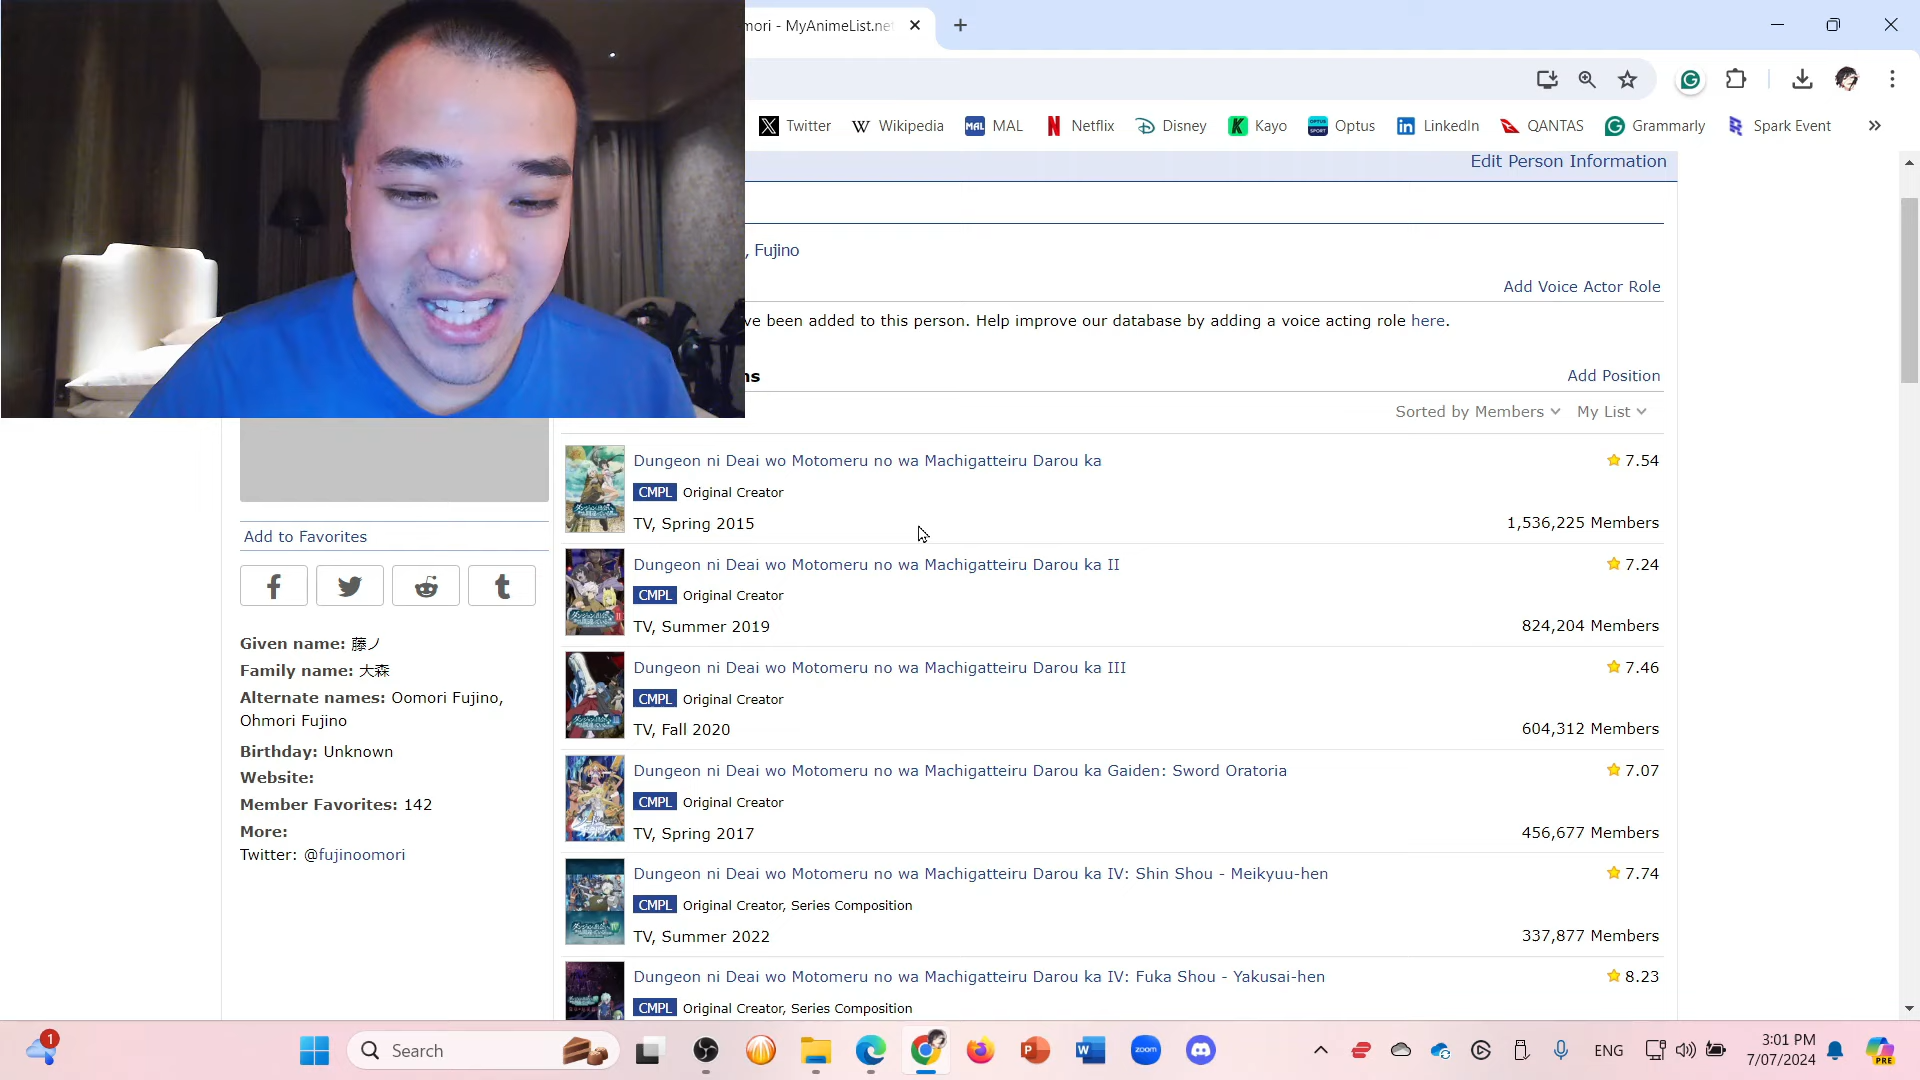 mori - MyAnimeList.ne
Twitter
Wikipedia
MAL
MAL
Netflix
Disney
Kayo
OPTUS
SPORT
Optus
LinkedIn
QANTAS
Grammarly
Spark Event
Edit Person Information
, Fujino
Add Voice Actor Role
ve been added to this person. Help improve our database by adding a voice acting role here.
ns
Add Position
Sorted by Members
My List
Dungeon ni Deai wo Motomeru no wa Machigatteiru Darou ka
7.54
CMPL Original Creator
TV, Spring 2015
1,536,225 Members
Dungeon ni Deai wo Motomeru no wa Machigatteiru Darou ka II
7.24
CMPL Original Creator
TV, Summer 2019
824,204 Members
Dungeon ni Deai wo Motomeru no wa Machigatteiru Darou ka III
7.46
CMPL Original Creator
TV, Fall 2020
604,312 Members
Dungeon ni Deai wo Motomeru no wa Machigatteiru Darou ka Gaiden: Sword Oratoria
7.07
CMPL Original Creator
TV, Spring 2017
456,677 Members
Dungeon ni Deai wo Motomeru no wa Machigatteiru Darou ka IV: Shin Shou - Meikyuu-hen
7.74
CMPL Original Creator, Series Composition
TV, Summer 2022
337,877 Members
Dungeon ni Deai wo Motomeru no wa Machigatteiru Darou ka IV: Fuka Shou - Yakusai-hen
8.23
CMPL Original Creator, Series Composition
Add to Favorites
Given name: 藤ノ
Family name: 大森
Alternate names: Oomori Fujino,
Ohmori Fujino
Birthday: Unknown
Website:
Member Favorites: 142
More:
Twitter: @fujinoomori
1
Search
zoom
ENG
3:01 PM
7/07/2024
PRE